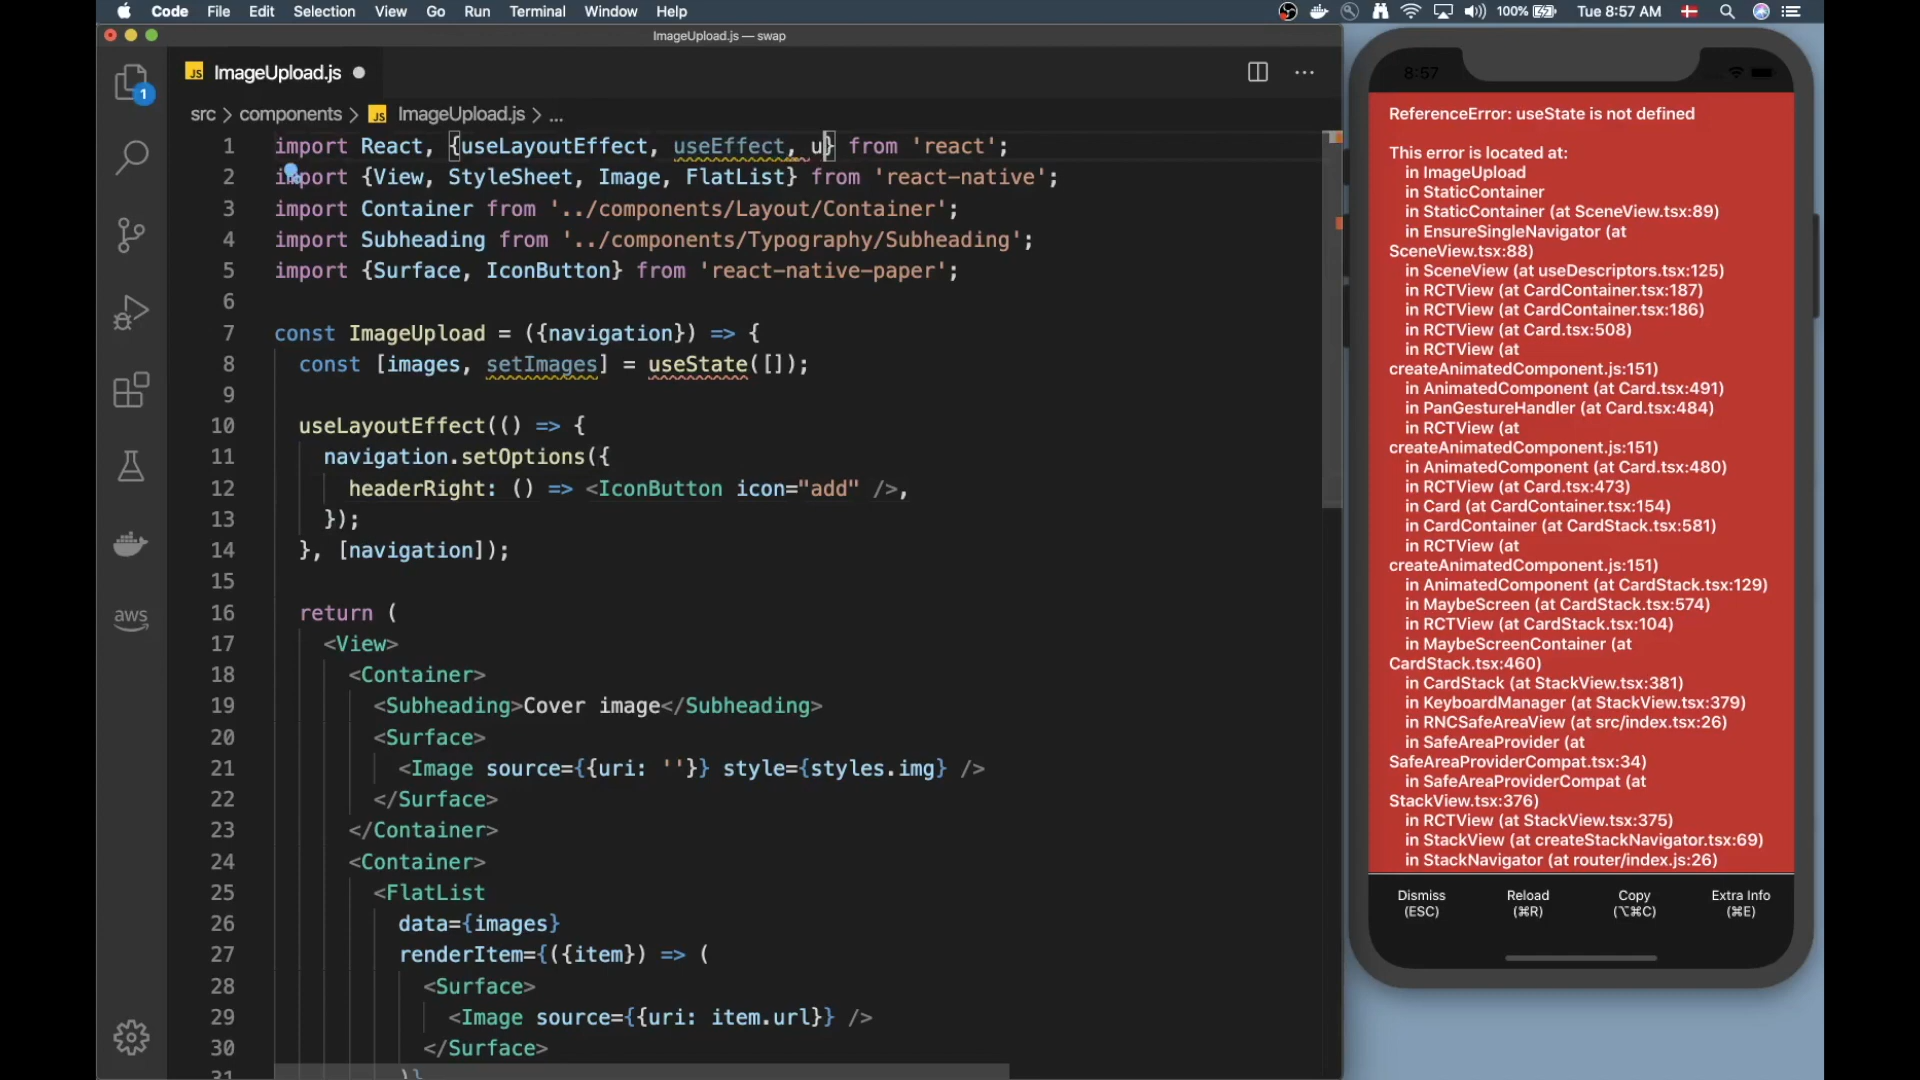 Code File Edit Selection View Go Run Terminal Window Help 100% Tue 8:57 AM
ImageUpload.js — swap
JS ImageUpload.js
1
src > components > JS ImageUpload.js > ...
1 import React, {useLayoutEffect, useEffect, u} from 'react';
2 import {View, StyleSheet, Image, FlatList} from 'react-native';
3 import Container from '../components/Layout/Container';
4 import Subheading from '../components/Typography/Subheading';
5 import {Surface, IconButton} from 'react-native-paper';
6
7 const ImageUpload = ({navigation}) => {
8 const [images, setImages] = useState([]);
9
10 useLayoutEffect(() => {
11 navigation.setOptions({
12 headerRight: () => <IconButton icon="add" />,
13 });
14 }, [navigation]);
15
16 return (
17 <View>
18 <Container>
19 <Subheading>Cover image</Subheading>
20 <Surface>
21 <Image source={{uri: ''}} style={styles.img} />
22 </Surface>
23 </Container>
24 <Container>
25 <FlatList
26 data={images}
27 renderItem={({item}) => (
28 <Surface>
29 <Image source={{uri: item.url}} />
30 </Surface>
31 )}
aws
8:57
ReferenceError: useState is not defined
This error is located at:
in ImageUpload
in StaticContainer
in StaticContainer (at SceneView.tsx:89)
in EnsureSingleNavigator (at
SceneView.tsx:88)
in SceneView (at useDescriptors.tsx:125)
in RCTView (at CardContainer.tsx:187)
in RCTView (at CardContainer.tsx:186)
in RCTView (at Card.tsx:508)
in RCTView (at
createAnimatedComponent.js:151)
in AnimatedComponent (at Card.tsx:491)
in PanGestureHandler (at Card.tsx:484)
in RCTView (at
createAnimatedComponent.js:151)
in AnimatedComponent (at Card.tsx:480)
in RCTView (at Card.tsx:473)
in Card (at CardContainer.tsx:154)
in CardContainer (at CardStack.tsx:581)
in RCTView (at
createAnimatedComponent.js:151)
in AnimatedComponent (at CardStack.tsx:129)
in MaybeScreen (at CardStack.tsx:574)
in RCTView (at CardStack.tsx:104)
in MaybeScreenContainer (at
CardStack.tsx:460)
in CardStack (at StackView.tsx:381)
in KeyboardManager (at StackView.tsx:379)
in RNCSafeAreaView (at src/index.tsx:26)
in SafeAreaProvider (at
SafeAreaProviderCompat.tsx:34)
in SafeAreaProviderCompat (at
StackView.tsx:376)
in RCTView (at StackView.tsx:375)
in StackView (at createStackNavigator.tsx:69)
in StackNavigator (at router/index.js:26)
Dismiss Reload Copy Extra Info
(ESC) (⌘R) (⌥⌘C) (⌘E)